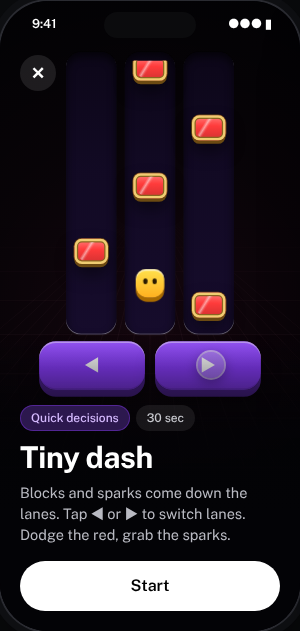 9:41
Quick decisions
30 sec
Tiny dash
Blocks and sparks come down the
lanes. Tap ◀ or ▶ to switch lanes.
Dodge the red, grab the sparks.
Start